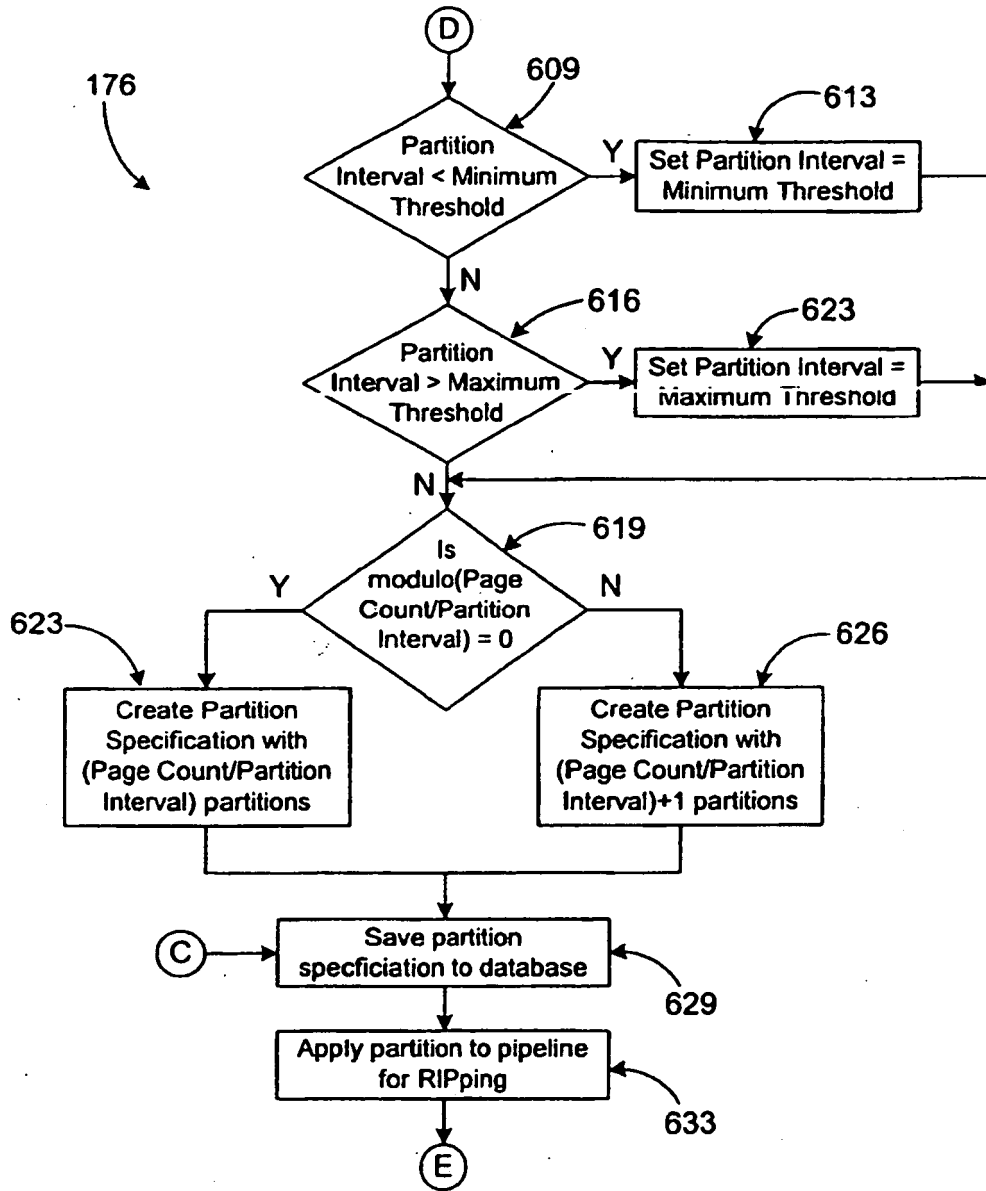 D
176
609
Partition
Interval < Minimum
Threshold
Y
613
Set Partition Interval =
Minimum Threshold
N
616
Partition
Interval > Maximum
Threshold
Y
623
Set Partition Interval =
Maximum Threshold
N
619
Is
modulo(Page
Count/Partition
Interval) = 0
Y
N
623
Create Partition
Specification with
(Page Count/Partition
Interval) partitions
626
Create Partition
Specification with
(Page Count/Partition
Interval)+1 partitions
C
Save partition
specficiation to database
629
Apply partition to pipeline
for RIPping
633
E